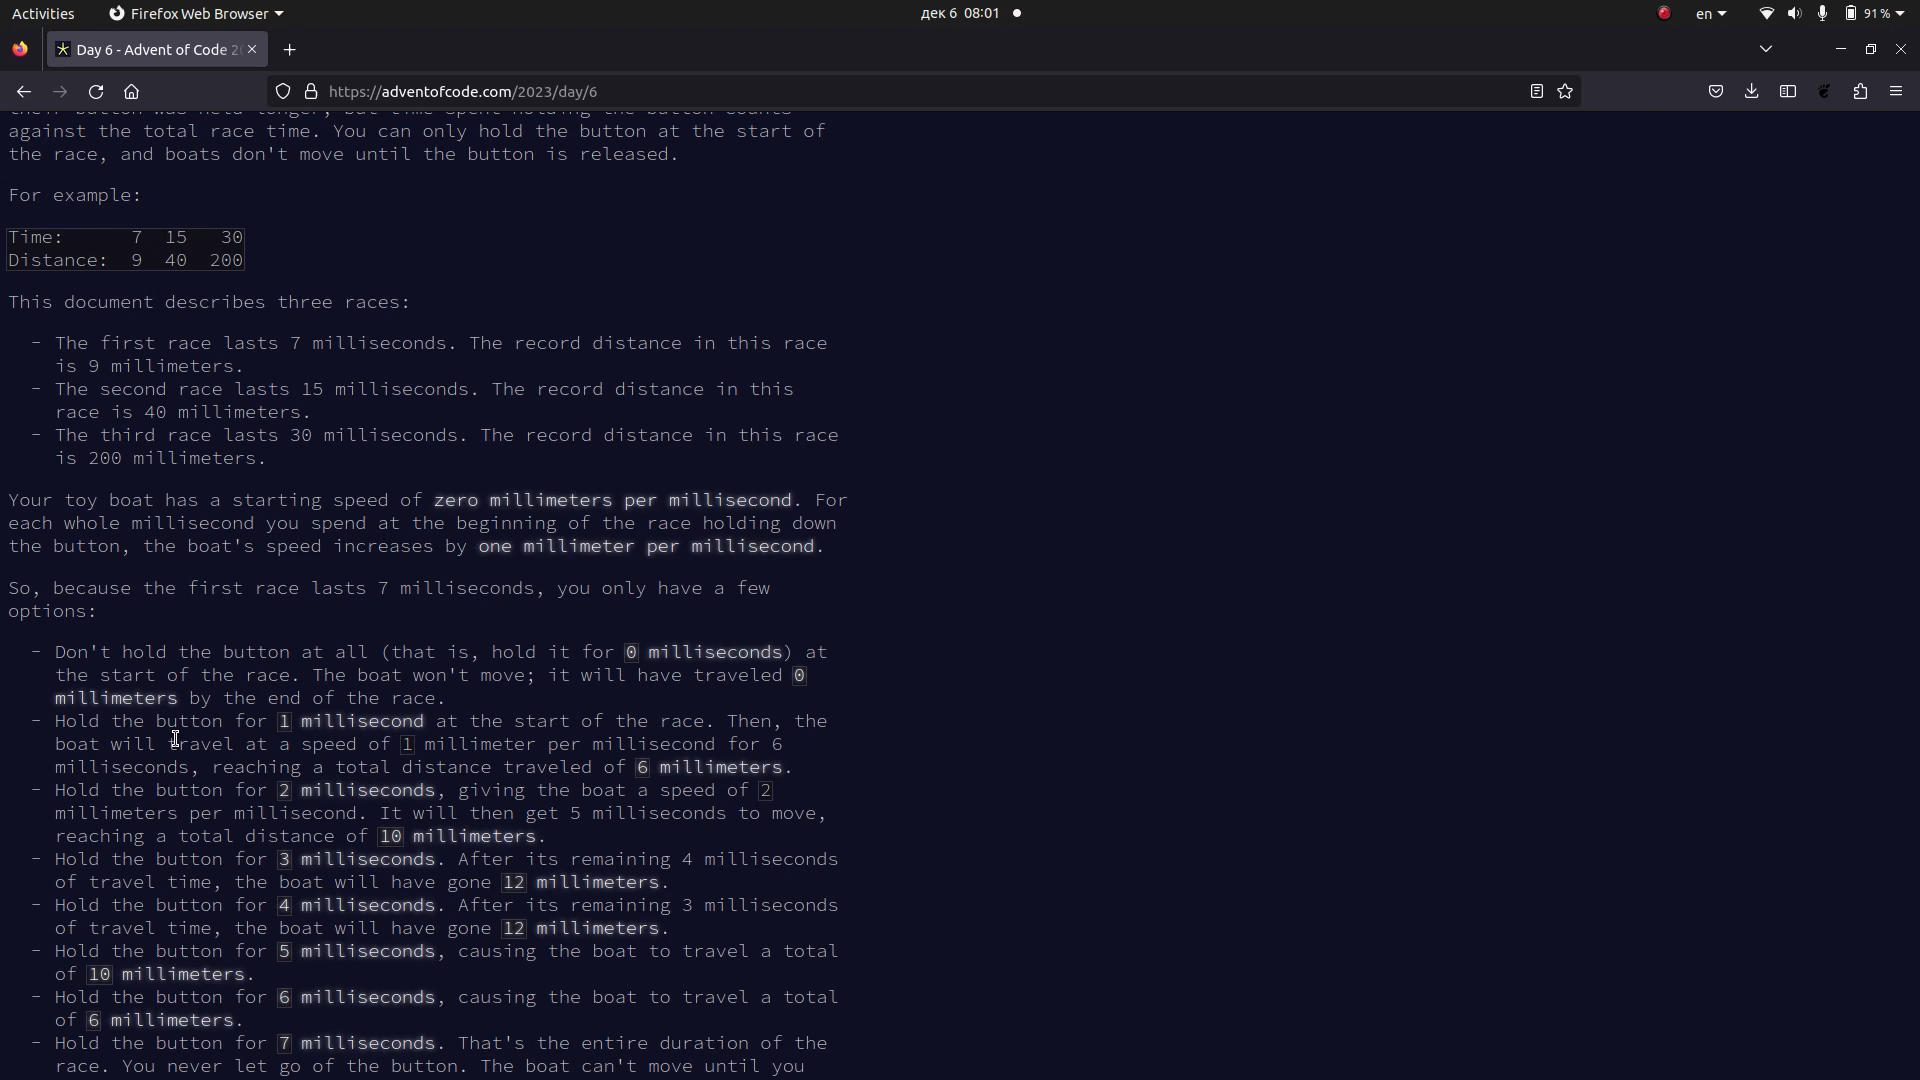 Activities Firefox Web Browser дек 6 08:01 en 91 %
Day 6 - Advent of Code 2
https://adventofcode.com/2023/day/6
their button was held longer, but time spent holding the button counts
against the total race time. You can only hold the button at the start of
the race, and boats don't move until the button is released.
For example:
Time: 7 15 30
Distance: 9 40 200
This document describes three races:
- The first race lasts 7 milliseconds. The record distance in this race
is 9 millimeters.
- The second race lasts 15 milliseconds. The record distance in this
race is 40 millimeters.
- The third race lasts 30 milliseconds. The record distance in this race
is 200 millimeters.
Your toy boat has a starting speed of zero millimeters per millisecond. For
each whole millisecond you spend at the beginning of the race holding down
the button, the boat's speed increases by one millimeter per millisecond.
So, because the first race lasts 7 milliseconds, you only have a few
options:
- Don't hold the button at all (that is, hold it for 0 milliseconds) at
the start of the race. The boat won't move; it will have traveled 0
millimeters by the end of the race.
- Hold the button for 1 millisecond at the start of the race. Then, the
boat will travel at a speed of 1 millimeter per millisecond for 6
milliseconds, reaching a total distance traveled of 6 millimeters.
- Hold the button for 2 milliseconds, giving the boat a speed of 2
millimeters per millisecond. It will then get 5 milliseconds to move,
reaching a total distance of 10 millimeters.
- Hold the button for 3 milliseconds. After its remaining 4 milliseconds
of travel time, the boat will have gone 12 millimeters.
- Hold the button for 4 milliseconds. After its remaining 3 milliseconds
of travel time, the boat will have gone 12 millimeters.
- Hold the button for 5 milliseconds, causing the boat to travel a total
of 10 millimeters.
- Hold the button for 6 milliseconds, causing the boat to travel a total
of 6 millimeters.
- Hold the button for 7 milliseconds. That's the entire duration of the
race. You never let go of the button. The boat can't move until you